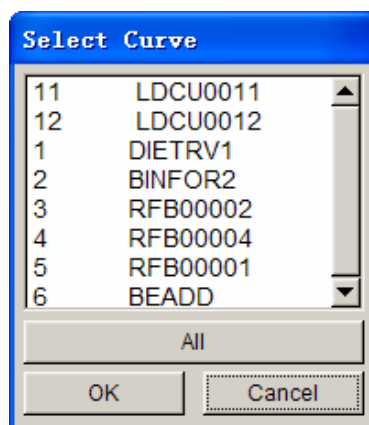 Select Curve
11 LDCU0011
12 LDCU0012
1 DIETRV1
2 BINFOR2
3 RFB00002
4 RFB00004
5 RFB00001
6 BEADD
All
OK Cancel